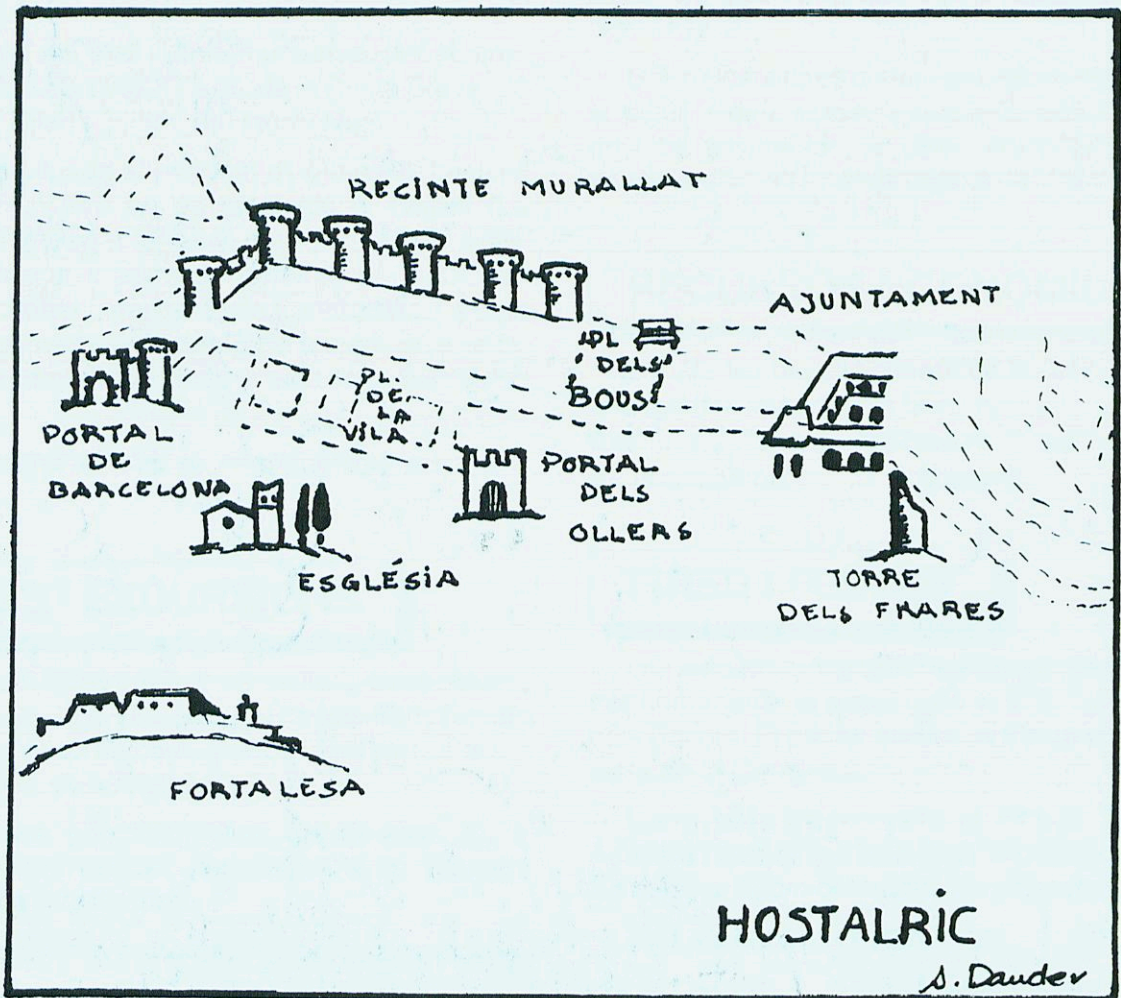 RECINTE MURALLAT
AJUNTAMENT
PL
DELS
BOUS
PL.
DE
LA
VILA
PORTAL
DE
BARCELONA
PORTAL
DELS
OLLERS
ESGLÉSIA
TORRE
DELS FRARES
FORTALESA
HOSTALRIC
S. Dauder